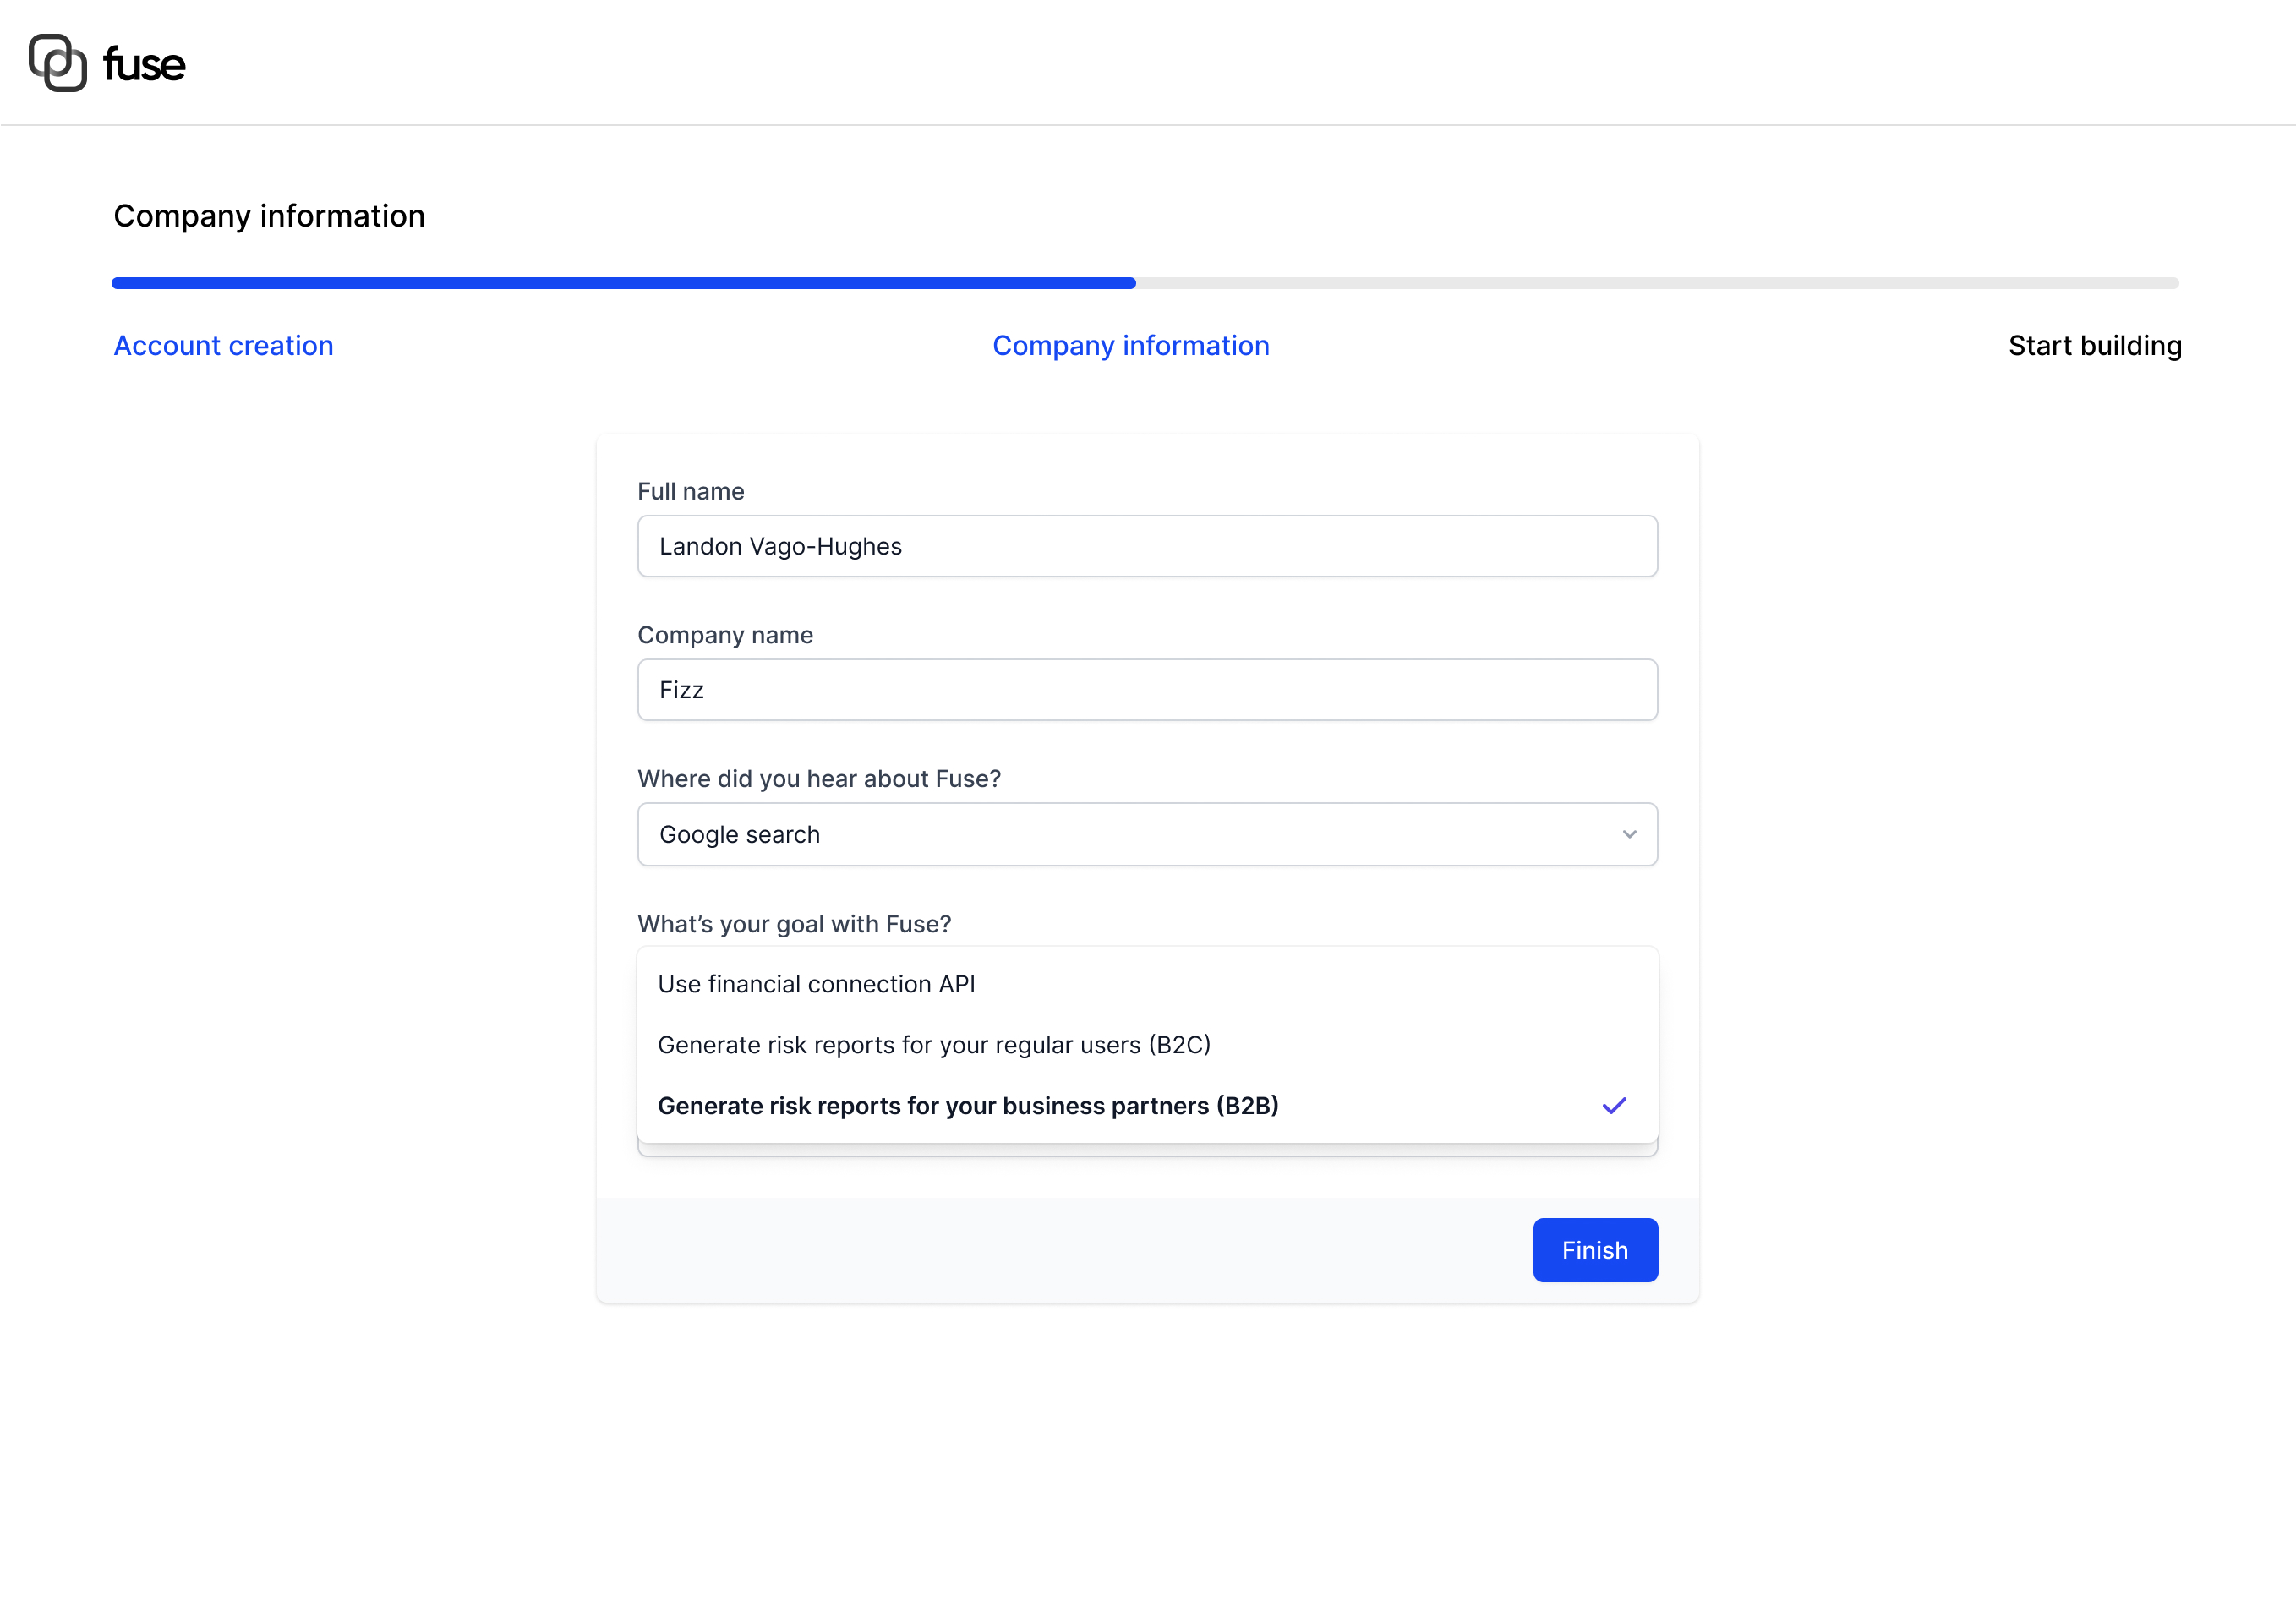 fuse
Company information
Account creation
Company information
Start building
Full name
Landon Vago-Hughes
Company name
Fizz
Where did you hear about Fuse?
Google search
What’s your goal with Fuse?
Use financial connection API
Generate risk reports for your regular users (B2C)
Generate risk reports for your business partners (B2B)
Finish